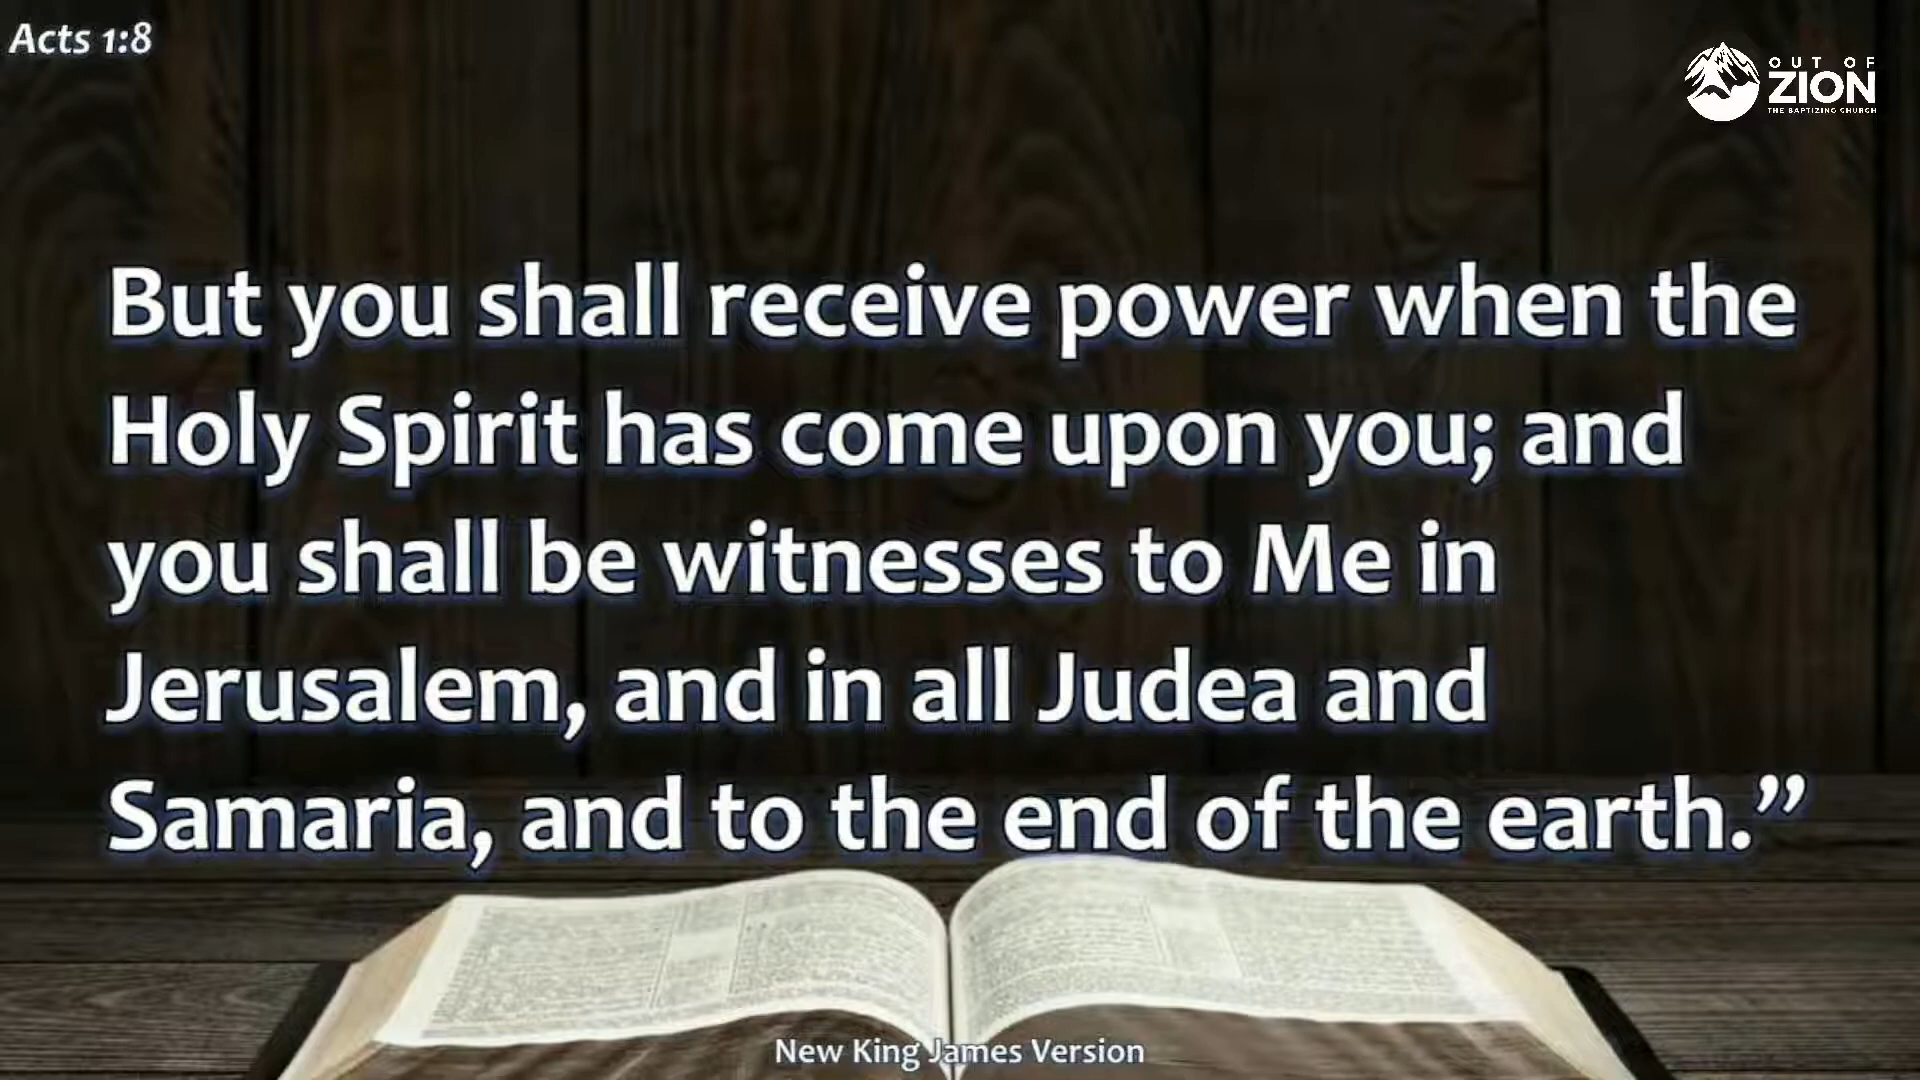 Acts 1:8
OUT OF
ZION
THE BAPTIZING CHURCH
But you shall receive power when the
Holy Spirit has come upon you; and
you shall be witnesses to Me in
Jerusalem, and in all Judea and
Samaria, and to the end of the earth.”
New King James Version